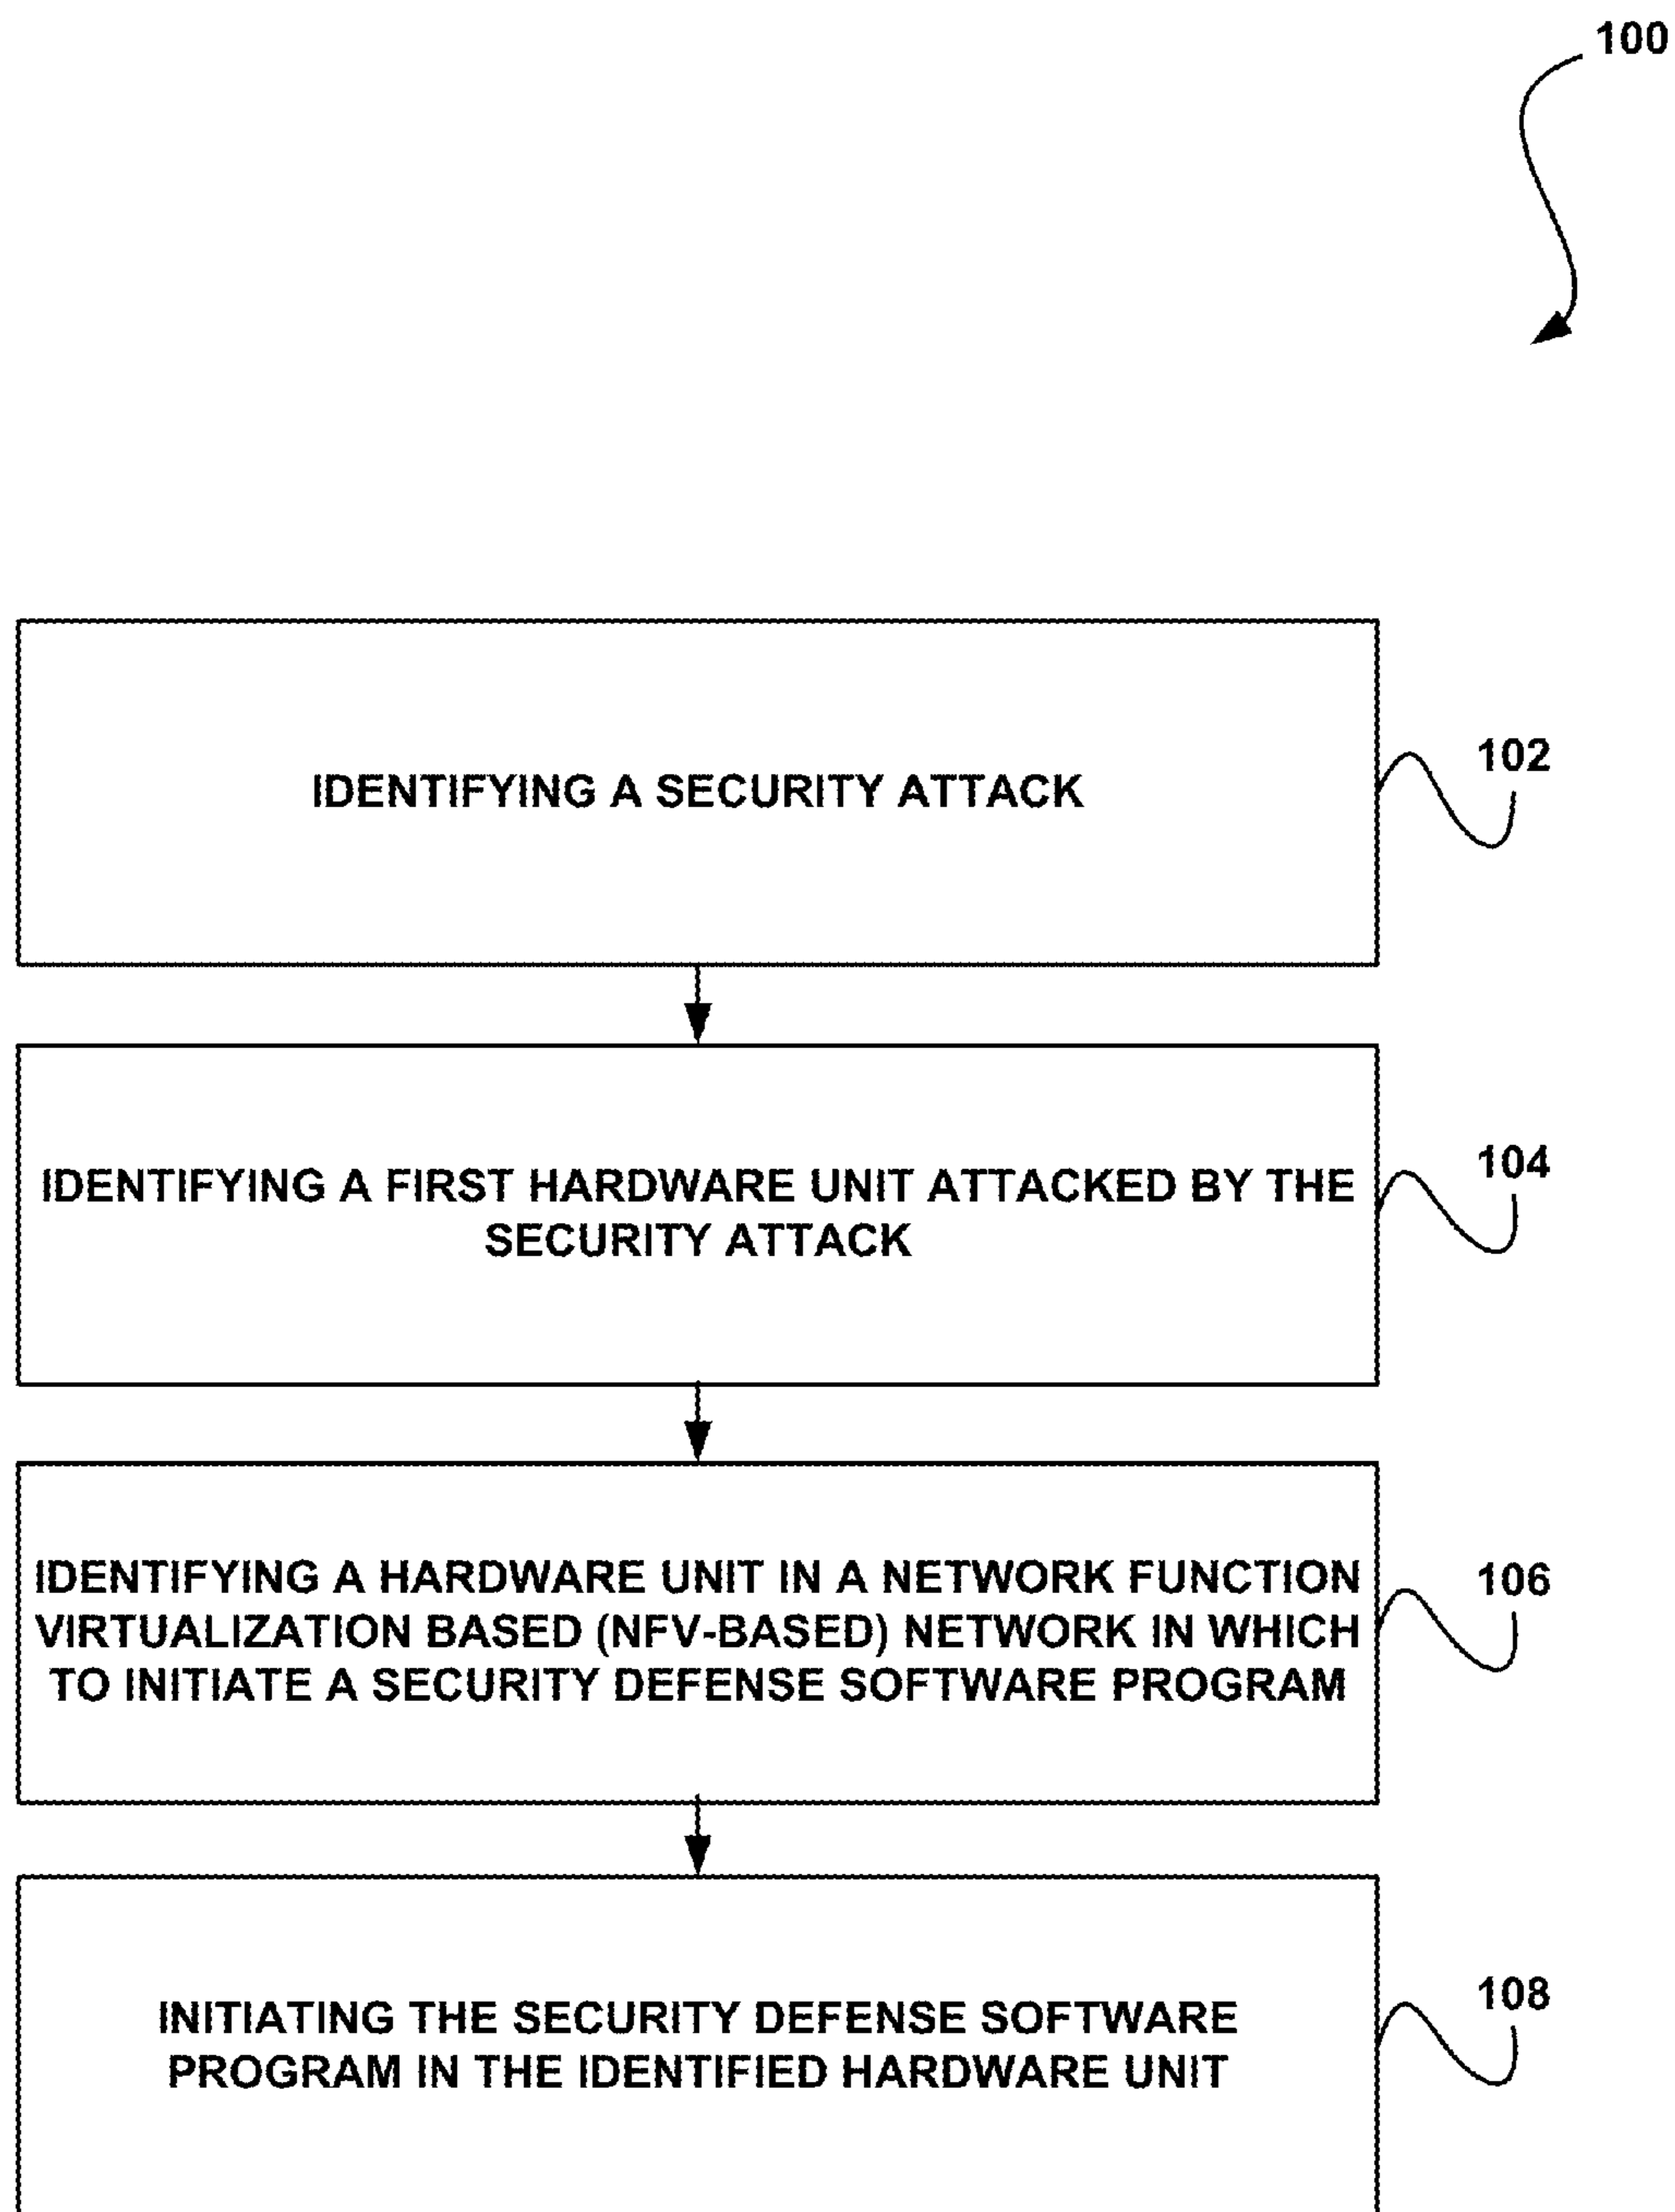 100
IDENTIFYING A SECURITY ATTACK
102
IDENTIFYING A FIRST HARDWARE UNIT ATTACKED BY THE
SECURITY ATTACK
104
IDENTIFYING A HARDWARE UNIT IN A NETWORK FUNCTION
VIRTUALIZATION BASED (NFV-BASED) NETWORK IN WHICH
TO INITIATE A SECURITY DEFENSE SOFTWARE PROGRAM
106
INITIATING THE SECURITY DEFENSE SOFTWARE
PROGRAM IN THE IDENTIFIED HARDWARE UNIT
108